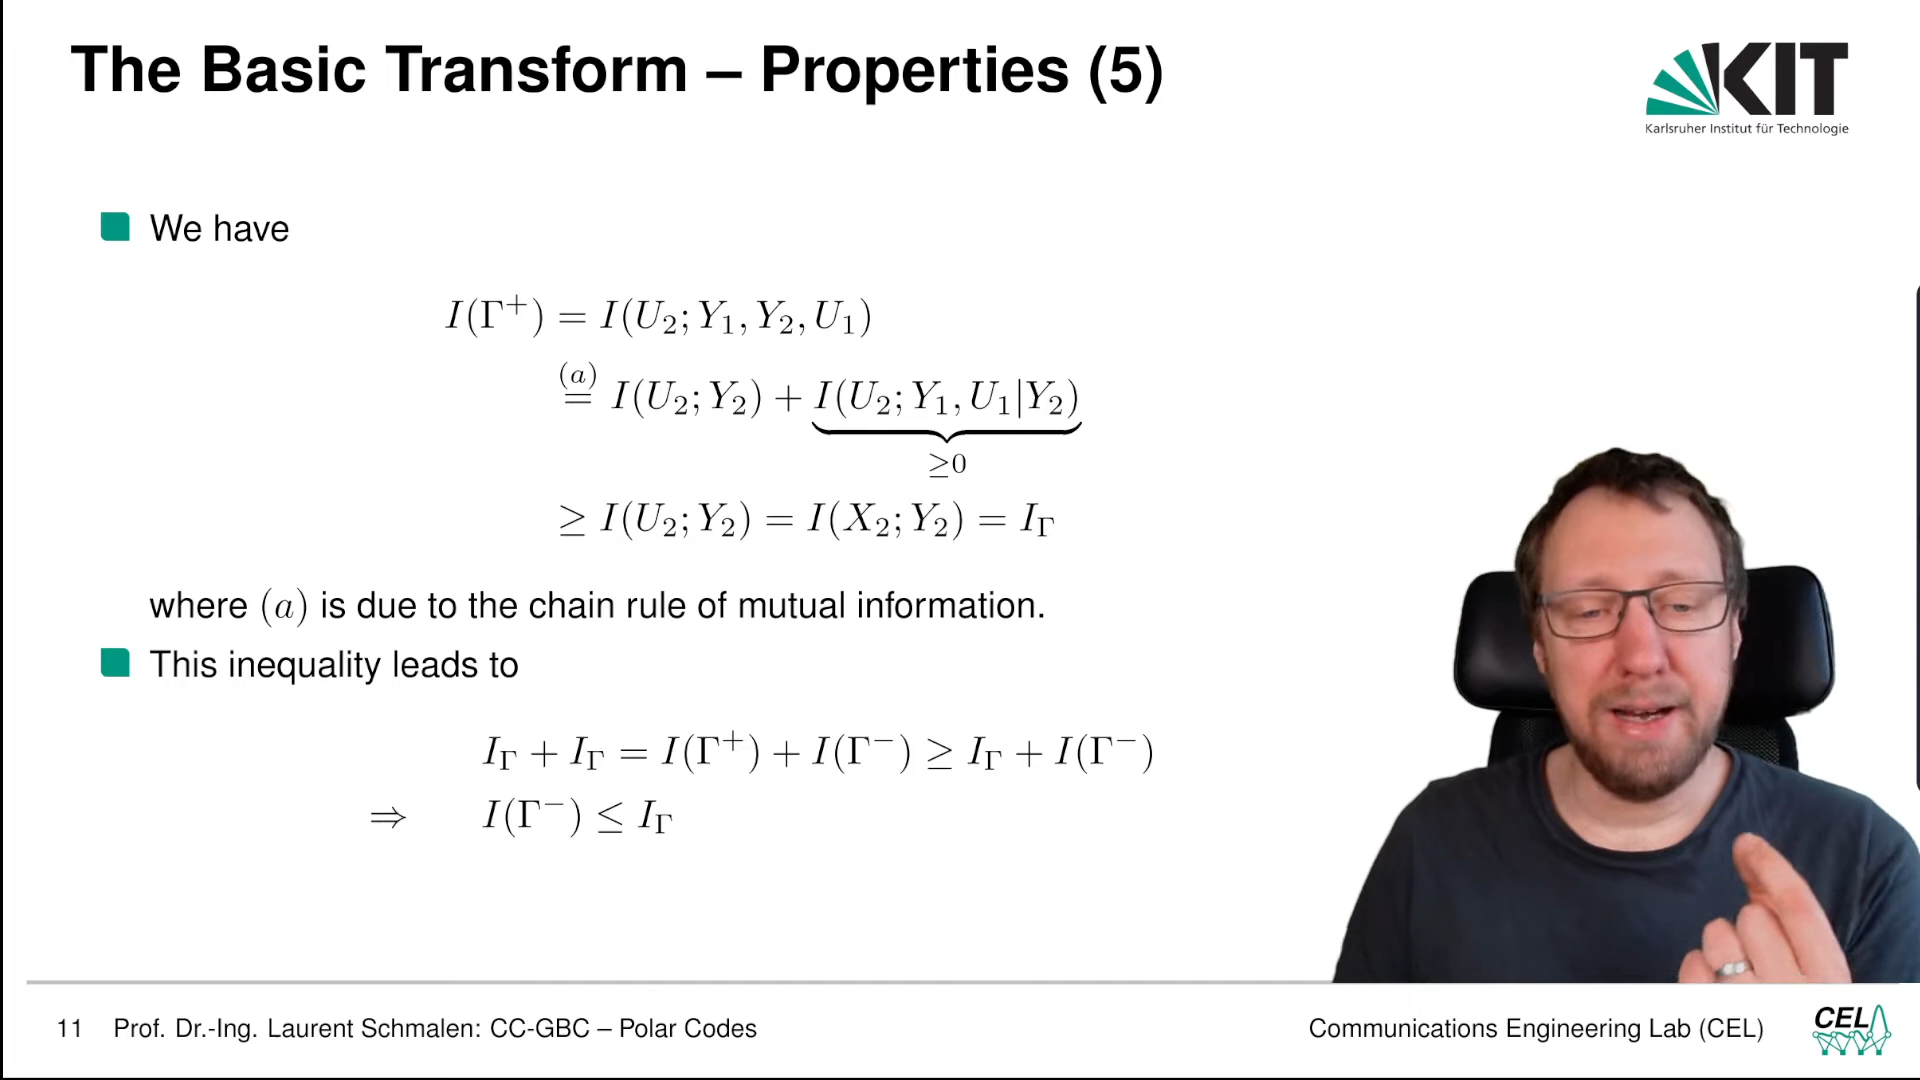 The Basic Transform – Properties (5)
KIT
Karlsruher Institut für Technologie
We have
I(Γ⁺) = I(U₂; Y₁, Y₂, U₁)
(a)
= I(U₂; Y₂) + I(U₂; Y₁, U₁|Y₂)
≥0
≥ I(U₂; Y₂) = I(X₂; Y₂) = I_Γ
where (a) is due to the chain rule of mutual information.
This inequality leads to
I_Γ + I_Γ = I(Γ⁺) + I(Γ⁻) ≥ I_Γ + I(Γ⁻)
⇒ I(Γ⁻) ≤ I_Γ
11 Prof. Dr.-Ing. Laurent Schmalen: CC-GBC – Polar Codes
Communications Engineering Lab (CEL)
CEL